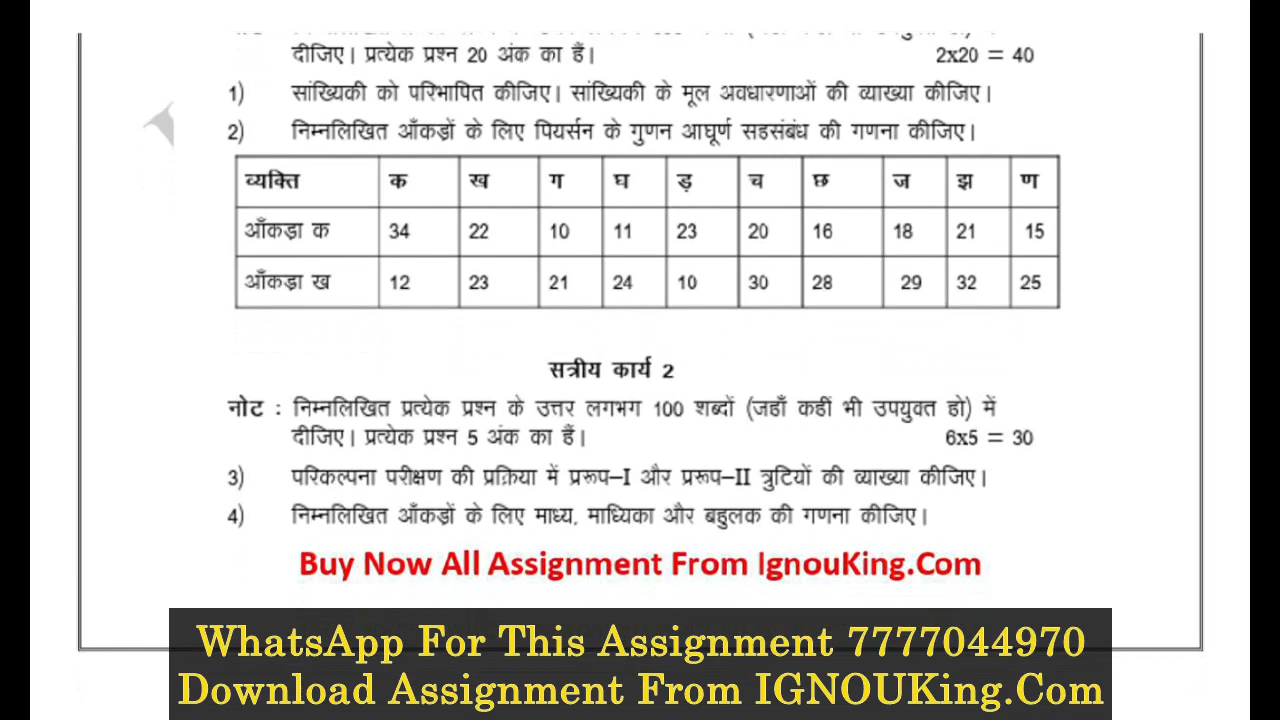 दीजिए। प्रत्येक प्रश्न 20 अंक का हैं। 2x20 = 40
1) सांख्यिकी को परिभापित कीजिए। सांख्यिकी के मूल अवधारणाओं की व्याख्या कीजिए।
2) निम्नलिखित आँकड़ों के लिए पियर्सन के गुणन आघूर्ण सहसंबंध की गणना कीजिए।
व्यक्ति क ख ग घ ड़ च छ ज झ ण
आँकड़ा क 34 22 10 11 23 20 16 18 21 15
आँकड़ा ख 12 23 21 24 10 30 28 29 32 25
सत्रीय कार्य 2
नोट : निम्नलिखित प्रत्येक प्रश्न के उत्तर लगभग 100 शब्दों (जहाँ कहीं भी उपयुक्त हो) में
दीजिए। प्रत्येक प्रश्न 5 अंक का हैं। 6x5 = 30
3) परिकल्पना परीक्षण की प्रक्रिया में प्ररूप–I और प्ररूप–II त्रुटियों की व्याख्या कीजिए।
4) निम्नलिखित आँकड़ों के लिए माध्य, माध्यिका और बहुलक की गणना कीजिए।
Buy Now All Assignment From IgnouKing.Com
WhatsApp For This Assignment 7777044970
Download Assignment From IGNOUKing.Com